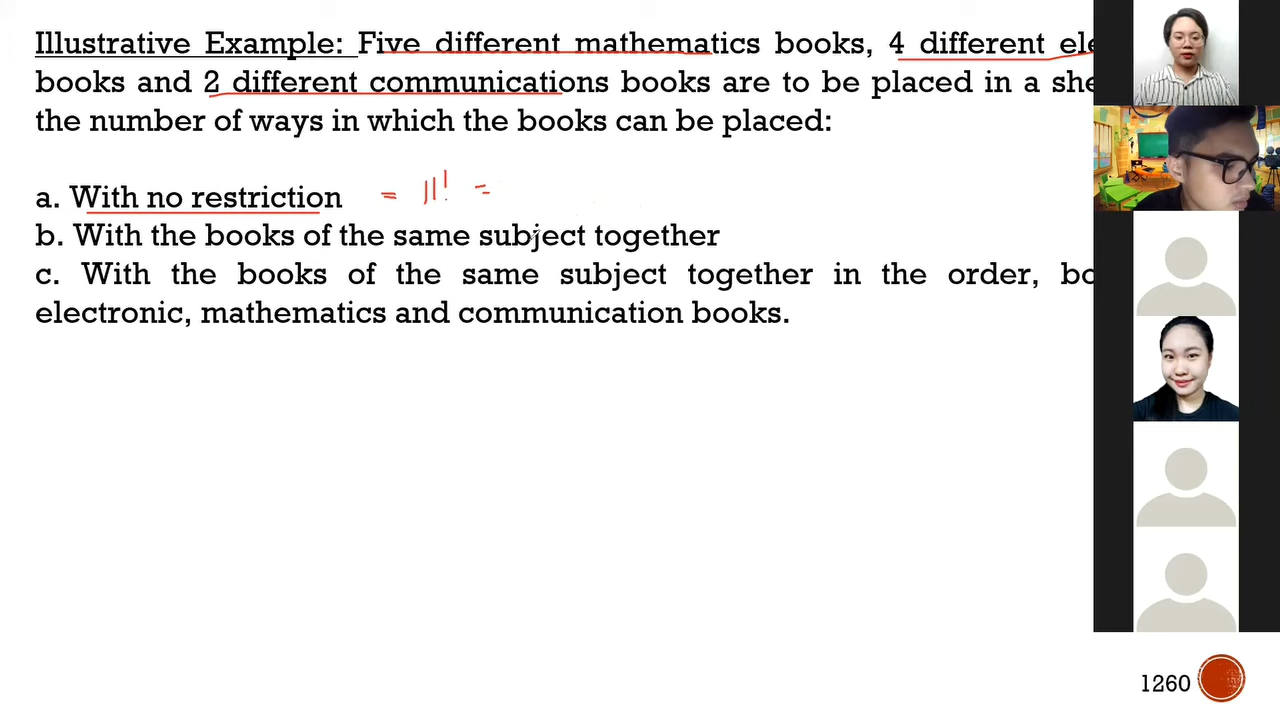 Illustrative Example: Five different mathematics books, 4 different
books and 2 different communications books are to be placed in a
the number of ways in which the books can be placed:
a. With no restriction = 11! =
b. With the books of the same subject together
c. With the books of the same subject together in the order,
electronic, mathematics and communication books.
1260